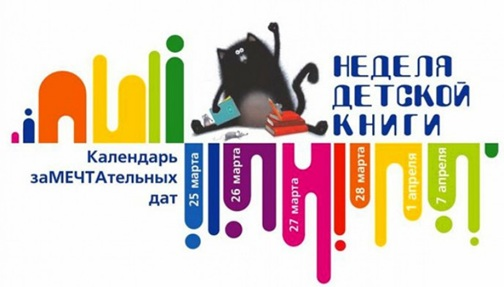 НЕДЕЛЯ
ДЕТСКОЙ
КНИГИ
Календарь
заМЕЧТАтельных
дат
25 марта
26 марта
27 марта
28 марта
1 апреля
7 апреля